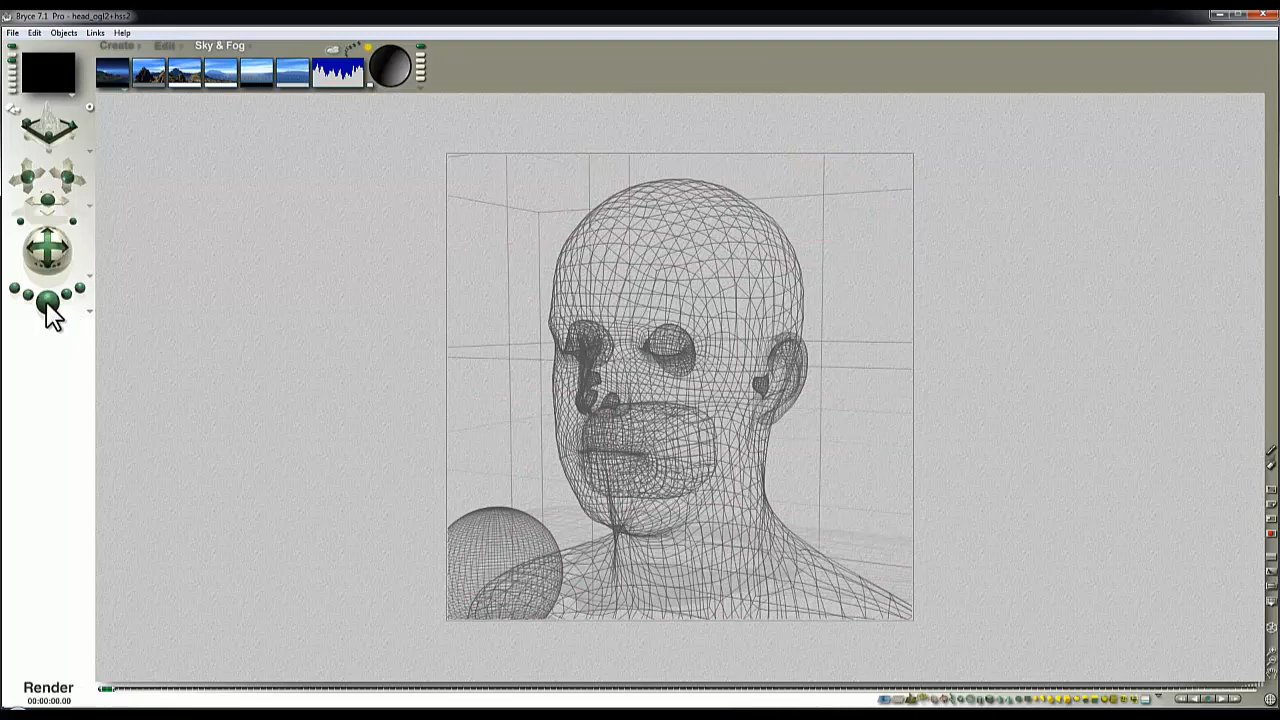 Bryce 7.1 Pro - head_ogl2+hss2
File Edit Objects Links Help
Create Edit Sky & Fog
Render
00:00:00.00